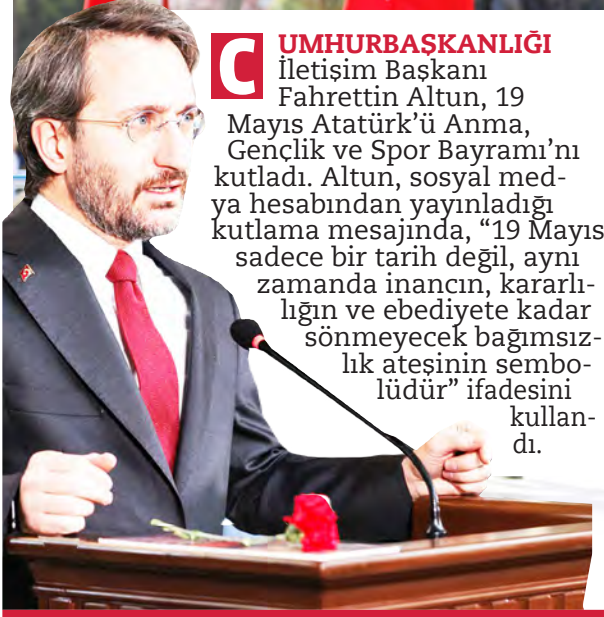 CUMHURBAŞKANLIĞI
İletişim Başkanı
Fahrettin Altun, 19
Mayıs Atatürk’ü Anma,
Gençlik ve Spor Bayramı’nı
kutladı. Altun, sosyal med-
ya hesabından yayınladığı
kutlama mesajında, “19 Mayıs
sadece bir tarih değil, aynı
zamanda inancın, kararlı-
lığın ve ebediyete kadar
sönmeyecek bağımsız-
lık ateşinin sembo-
lüdür” ifadesini
kullan-
dı.